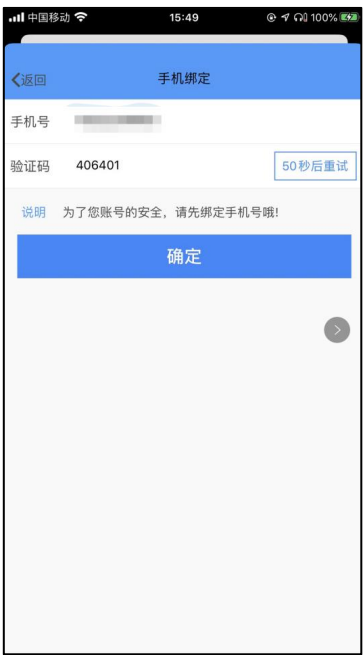 中国移动 15:49 100%
返回 手机绑定
手机号
验证码 406401 50秒后重试
说明 为了您账号的安全，请先绑定手机号哦!
确定